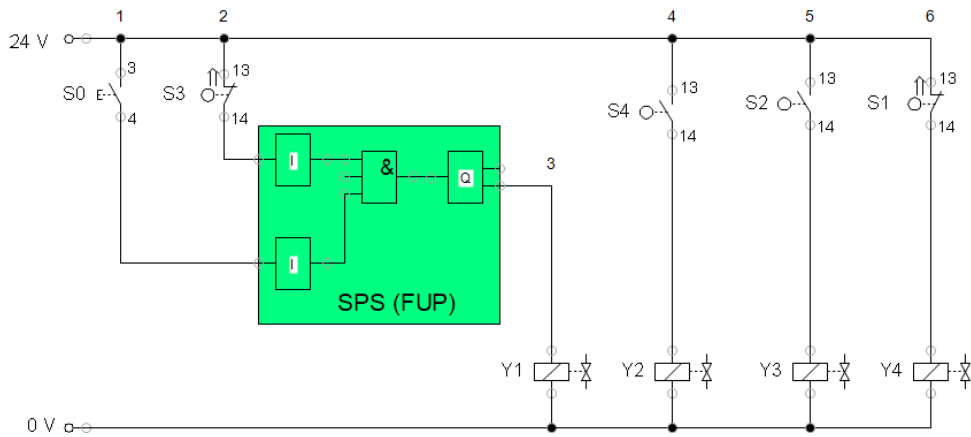 1 2 4 5 6
24 V
3 13 13 13 13
S0 S3 S4 S2 S1
4 14 14 14 14
I & Q 3
I
SPS (FUP)
Y1 Y2 Y3 Y4
0 V